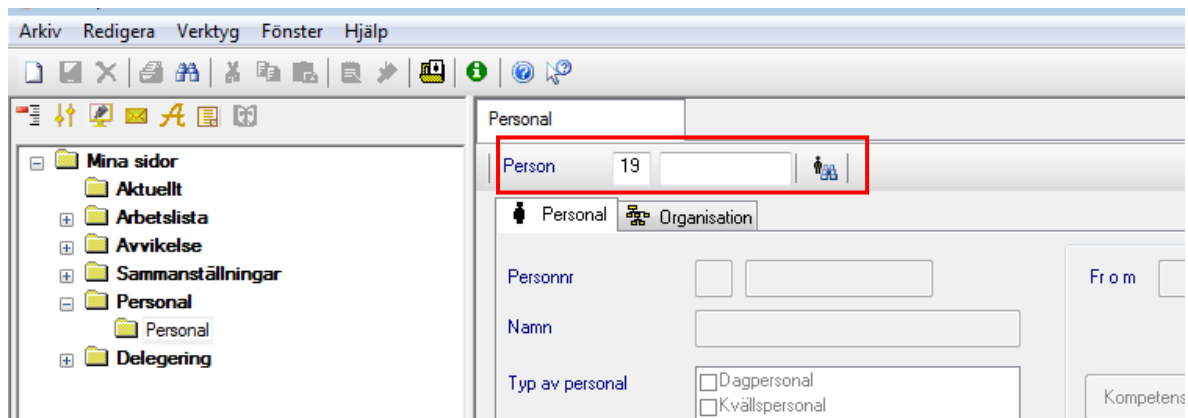 Arkiv Redigera Verktyg Fönster Hjälp
Personal
Mina sidor
Aktuellt
Arbetslista
Avvikelse
Sammanställningar
Personal
Personal
Delegering
Person 19
Personal Organisation
Personnr
Fr o m
Namn
Typ av personal
Dagpersonal
Kvällspersonal
Kompetens